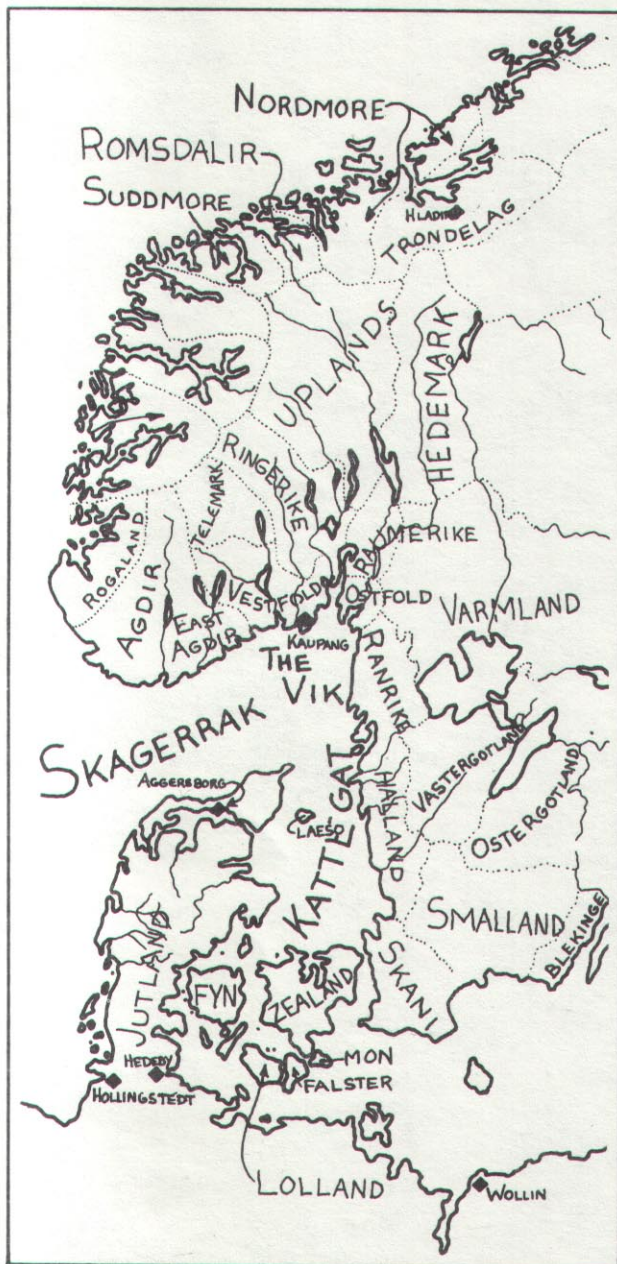 NORDMORE
ROMSDALIR
SUDDMORE
HLADIR
TRONDELAG
UPLANDS
HEDEMARK
RINGERIKE
TELEMARK
RAUMERIKE
ROGALAND
AGDIR
EAST
AGDIR
VESTFOLD
OSTFOLD
VARMLAND
KAUPANG
THE
VIK
RANRIKE
SKAGERRAK
AGGERSBORG
VASTERGOTLAND
HALLAND
LAESO
KATTEGAT
OSTERGOTLAND
SMALLAND
BLEKINGE
JUTLAND
FYN
ZEALAND
SKANI
MON
FALSTER
HEDEBY
HOLLINGSTEDT
LOLLAND
WOLLIN